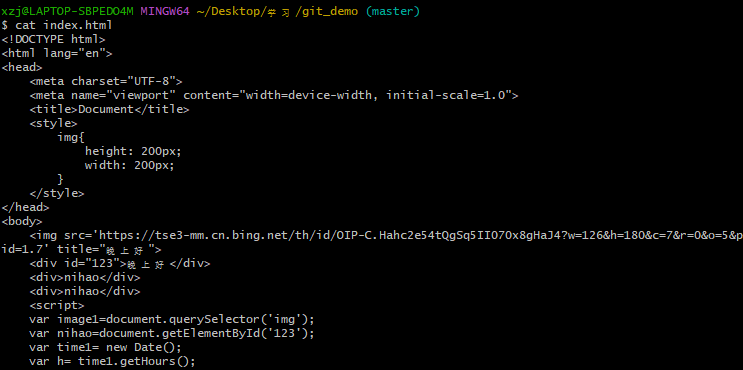 xzj@LAPTOP-SBPEDO4M MINGW64 ~/Desktop/学习/git_demo (master)
$ cat index.html
<!DOCTYPE html>
<html lang="en">
<head>
    <meta charset="UTF-8">
    <meta name="viewport" content="width=device-width, initial-scale=1.0">
    <title>Document</title>
    <style>
        img{
            height: 200px;
            width: 200px;
        }
    </style>
</head>
<body>
    <img src='https://tse3-mm.cn.bing.net/th/id/OIP-C.Hahc2e54tQgSq5IIO7Ox8gHaJ4?w=126&h=180&c=7&r=0&o=5&p
id=1.7' title="晚上好">
    <div id="123">晚上好</div>
    <div>nihao</div>
    <div>nihao</div>
    <script>
    var image1=document.querySelector('img');
    var nihao=document.getElementById('123');
    var time1= new Date();
    var h= time1.getHours();